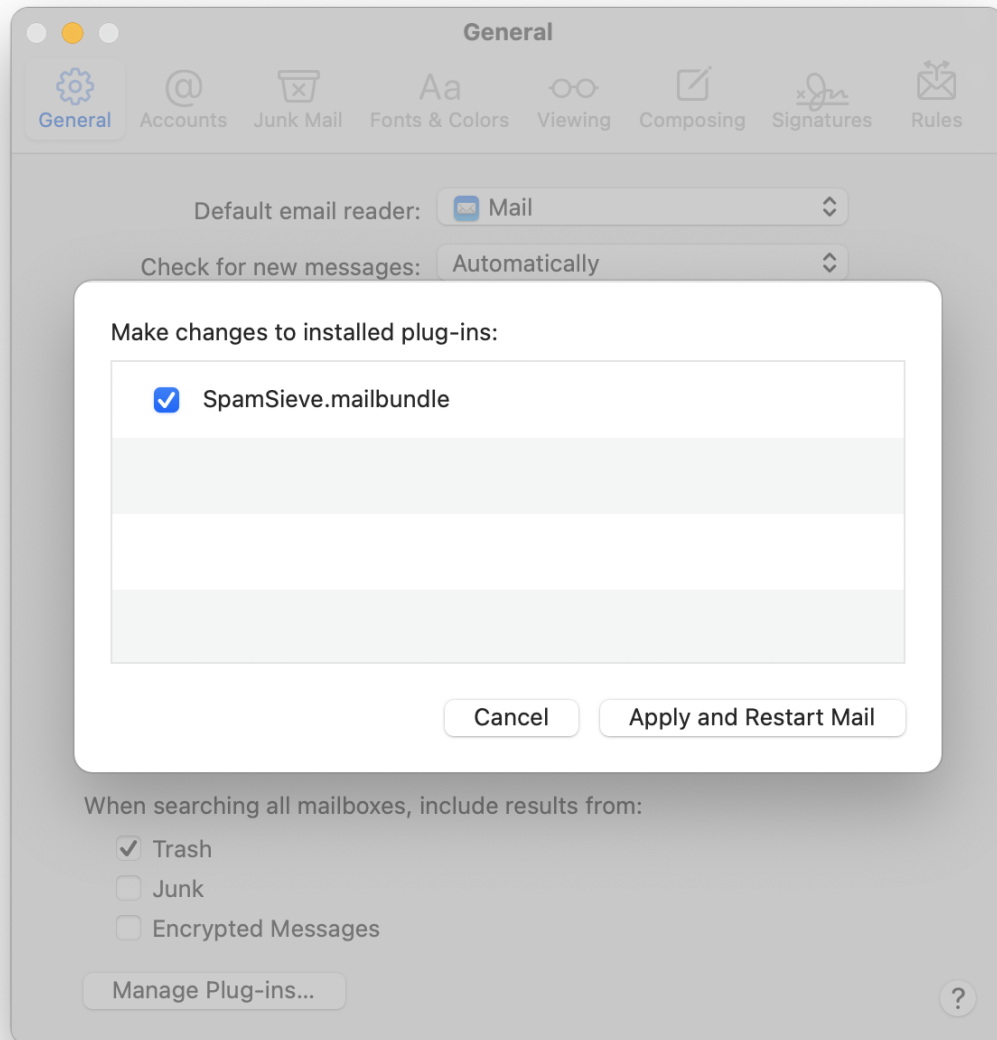 General
General
Accounts
Junk Mail
Fonts & Colors
Viewing
Composing
Signatures
Rules
Default email reader:
Mail
Check for new messages:
Automatically
Make changes to installed plug-ins:
SpamSieve.mailbundle
Cancel
Apply and Restart Mail
When searching all mailboxes, include results from:
Trash
Junk
Encrypted Messages
Manage Plug-ins...
?